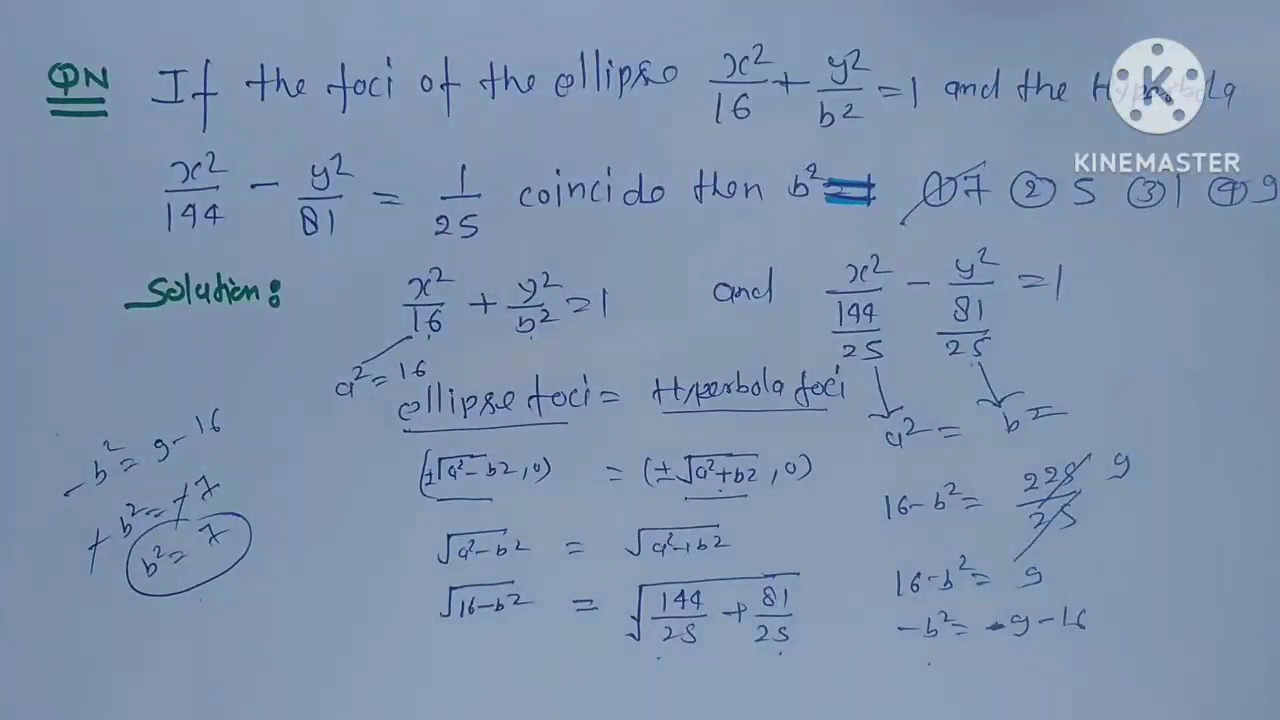 QN If the foci of the ellipse x²/16 + y²/b² = 1 and the Hyperbola
K
KINEMASTER
x²/144 - y²/81 = 1/25 coincide then b² = ① 7 ② 5 ③ 1 ④ 9
Solution: x²/16 + y²/b² = 1 and x²/(144/25) - y²/(81/25) = 1
a² = 16
ellipse foci = Hyperbola foci a² = b =
(±√a²-b2, 0) = (±√a²+b2, 0) 16-b² = 225/25 9
√a²-b2 = √a²+b2
16-b² = 9
√16-b² = √144/25 + 81/25
-b² = 9-16
-b² = 9-16
+b² = +7
b² = 7